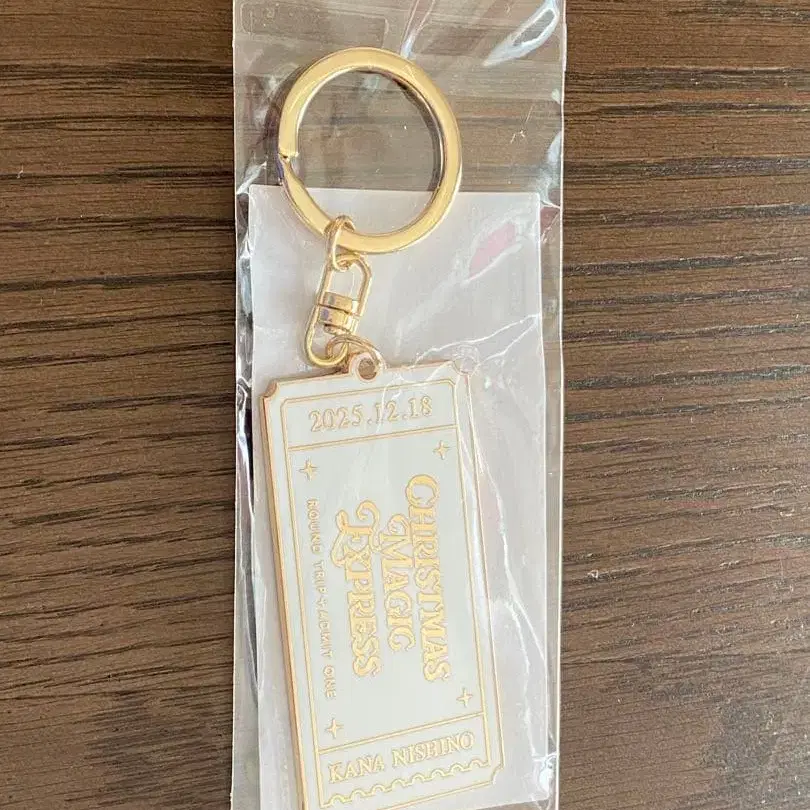 2025.12.18
CHRISTMAS
MAGIC
EXPRESS
ROUND TRIP
ADMIT ONE
KANA NISHINO